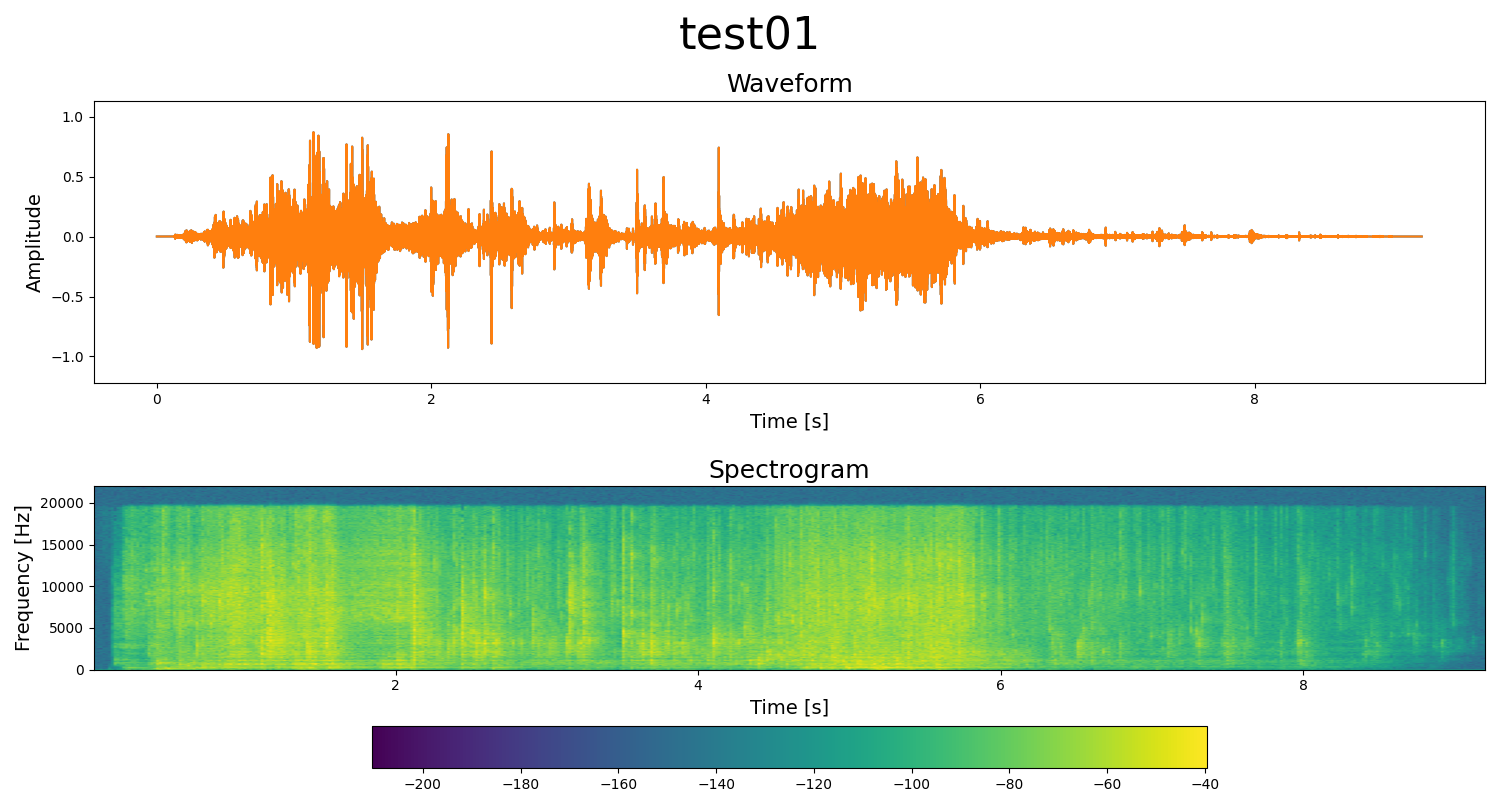 test01
Waveform
1.0
0.5
0.0
−0.5
−1.0
Amplitude
0 2 4 6 8
Time [s]
Spectrogram
20000
15000
10000
5000
0
Frequency [Hz]
2 4 6 8
Time [s]
−200 −180 −160 −140 −120 −100 −80 −60 −40